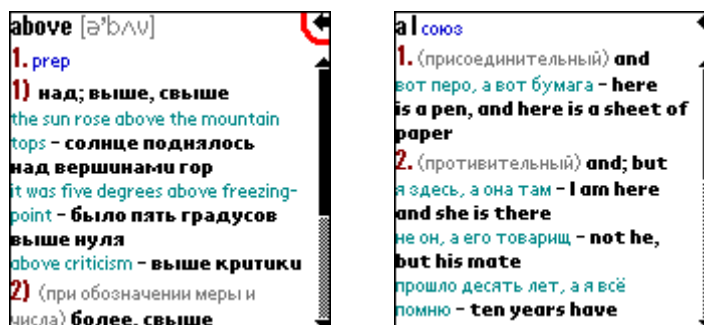 above [ə'bʌv]
1. prep
1) над; выше, свыше
the sun rose above the mountain
tops – солнце поднялось
над вершинами гор
it was five degrees above freezing-
point – было пять градусов
выше нуля
above criticism – выше критики
2) (при обозначении меры и
числа) более, свыше
a I союз
1. (присоединительный) and
вот перо, а вот бумага – here
is a pen, and here is a sheet of
paper
2. (противительный) and; but
я здесь, а она там – I am here
and she is there
не он, а его товарищ – not he,
but his mate
прошло десять лет, а я всё
помню – ten years have